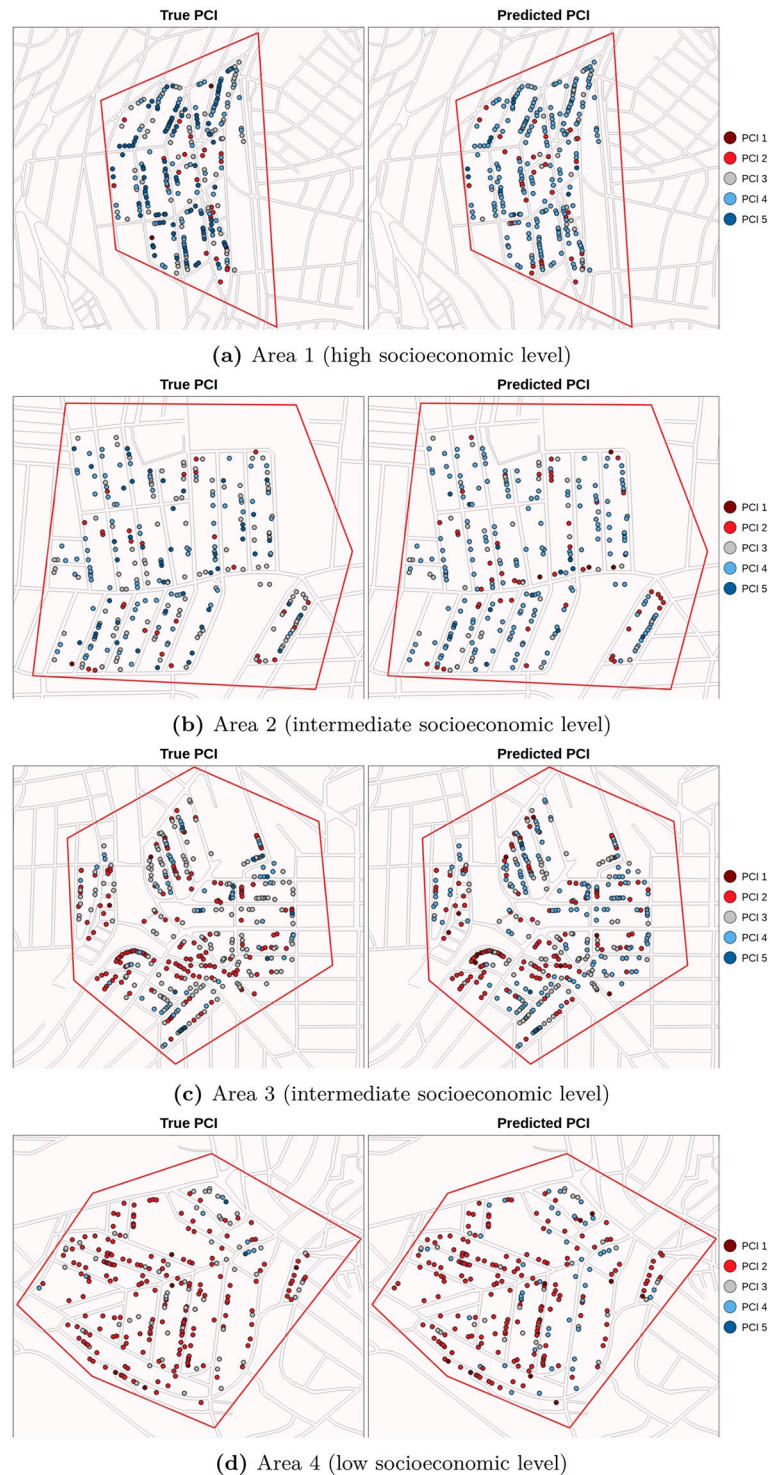 True PCI
Predicted PCI
PCI 1
PCI 2
PCI 3
PCI 4
PCI 5
(a) Area 1 (high socioeconomic level)
True PCI
Predicted PCI
PCI 1
PCI 2
PCI 3
PCI 4
PCI 5
(b) Area 2 (intermediate socioeconomic level)
True PCI
Predicted PCI
PCI 1
PCI 2
PCI 3
PCI 4
PCI 5
(c) Area 3 (intermediate socioeconomic level)
True PCI
Predicted PCI
PCI 1
PCI 2
PCI 3
PCI 4
PCI 5
(d) Area 4 (low socioeconomic level)